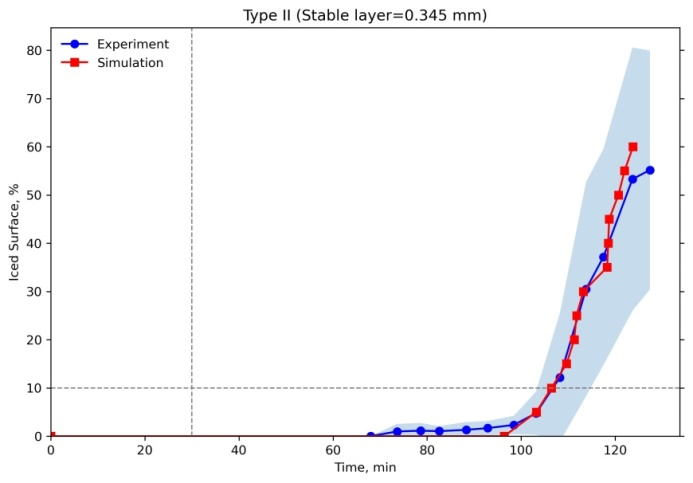 Type II (Stable layer=0.345 mm)
Experiment
Simulation
Iced Surface, %
80
70
60
50
40
30
20
10
0
0 20 40 60 80 100 120
Time, min